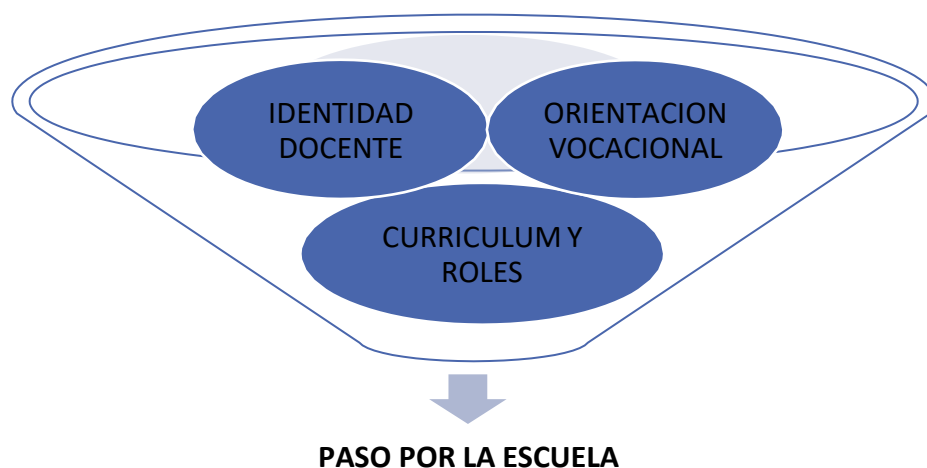 IDENTIDAD
DOCENTE
ORIENTACION
VOCACIONAL
CURRICULUM Y
ROLES
PASO POR LA ESCUELA